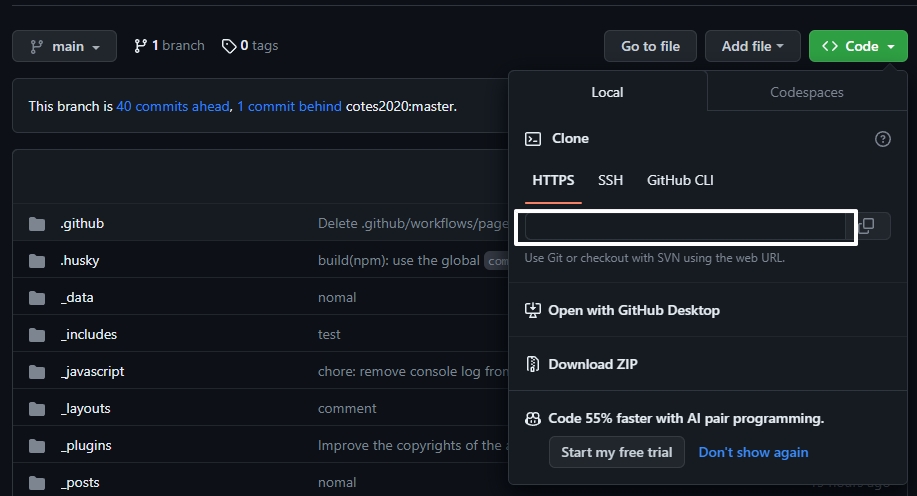 main
1 branch
0 tags
Go to file
Add file
Code
This branch is 40 commits ahead, 1 commit behind cotes2020:master.
Local
Codespaces
Clone
HTTPS
SSH
GitHub CLI
Use Git or checkout with SVN using the web URL.
Open with GitHub Desktop
Download ZIP
Code 55% faster with AI pair programming.
Start my free trial
Don't show again
.github
Delete .github/workflows/page
.husky
build(npm): use the global com
_data
nomal
_includes
test
_javascript
chore: remove console log fron
_layouts
comment
_plugins
Improve the copyrights of the a
_posts
nomal